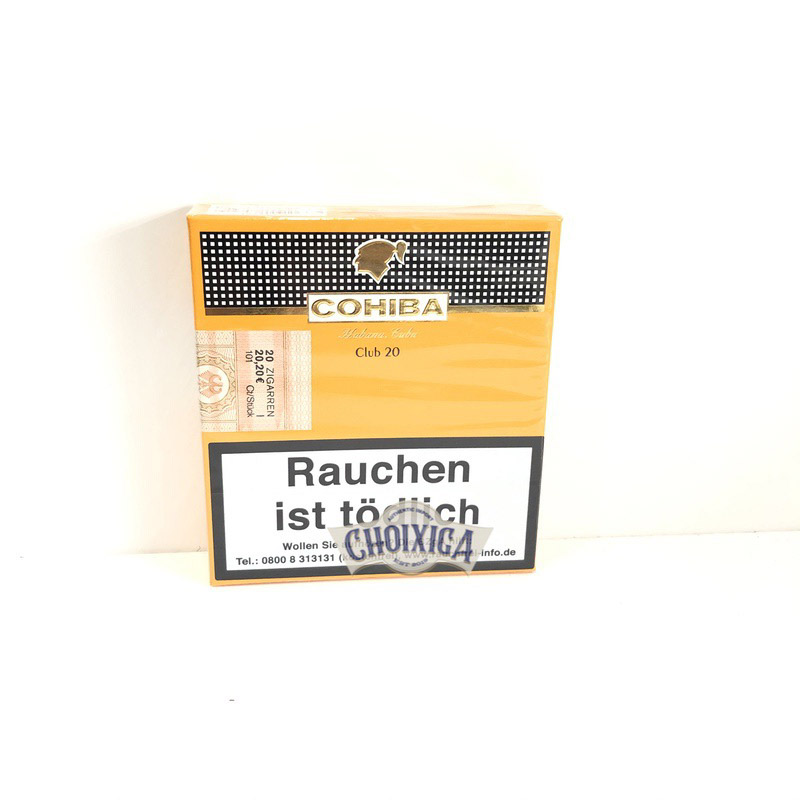 COHIBA
Habana, Cuba
Club 20
20 ZIGARREN
20,20€ I
101 Ct/Stück
Rauchen
ist tödlich
Wollen Sie
Tel.: 0800 8 313131
-info.de
CHOIXIGA